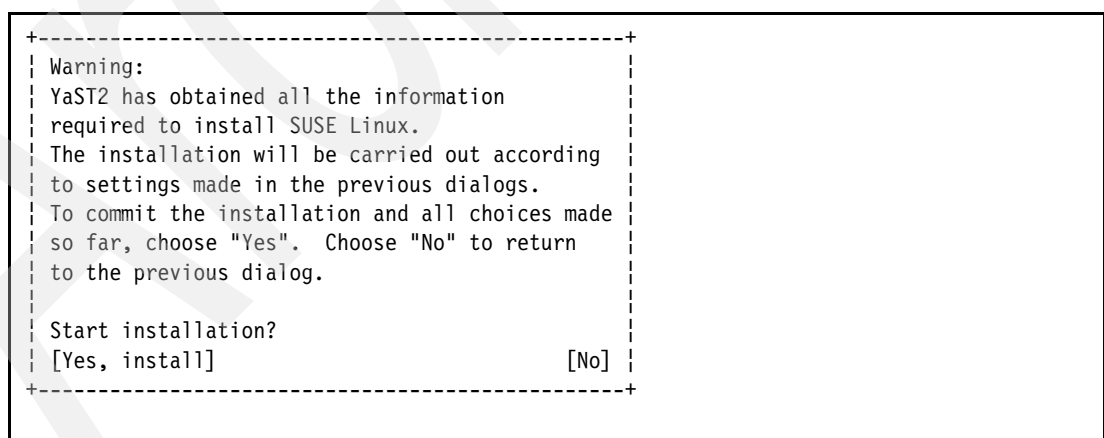 +-------------------------------------------------+
¦ Warning: ¦
¦ YaST2 has obtained all the information ¦
¦ required to install SUSE Linux. ¦
¦ The installation will be carried out according ¦
¦ to settings made in the previous dialogs. ¦
¦ To commit the installation and all choices made ¦
¦ so far, choose "Yes".  Choose "No" to return ¦
¦ to the previous dialog. ¦
¦ ¦
¦ Start installation? ¦
¦ [Yes, install] [No] ¦
+-------------------------------------------------+